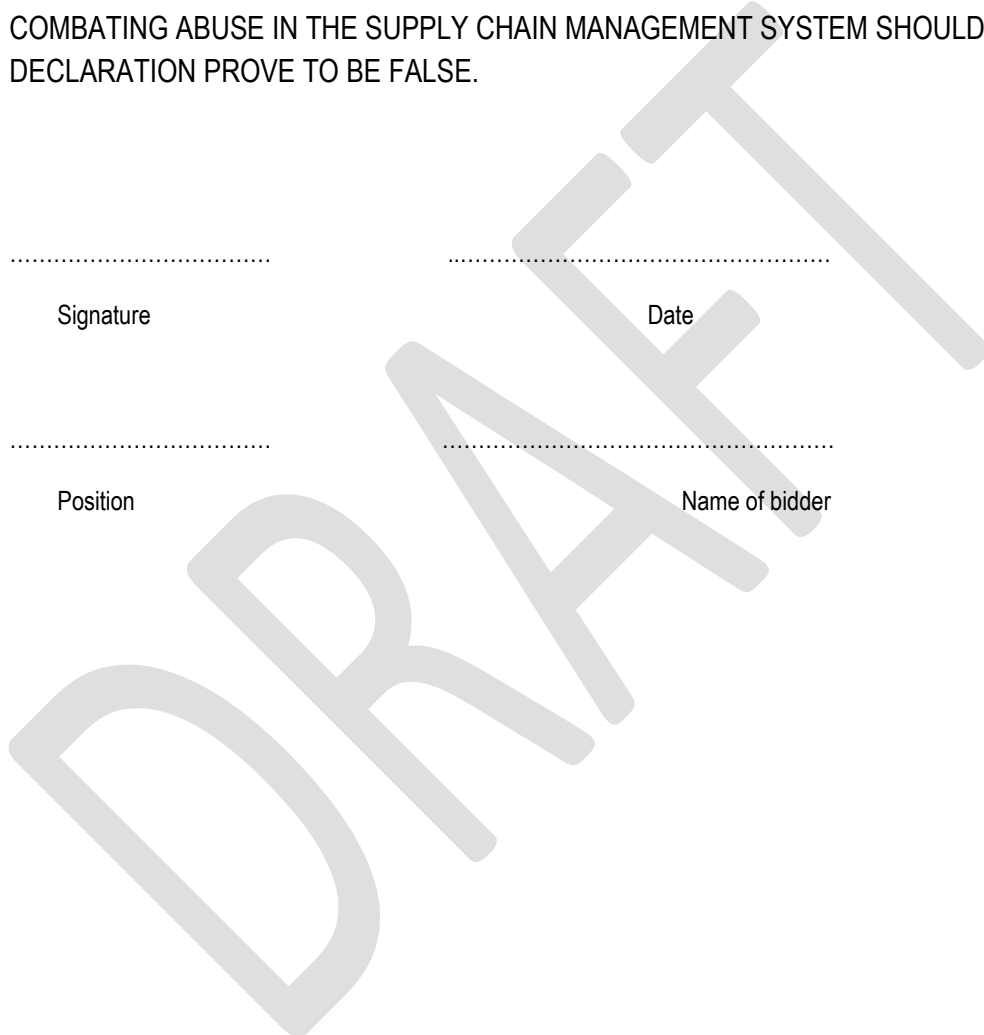 COMBATING ABUSE IN THE SUPPLY CHAIN MANAGEMENT SYSTEM SHOULD
DECLARATION PROVE TO BE FALSE.
……………………………… ..……………………………………………
Signature Date
……………………………… ………………………………………………
Position Name of bidder
DRAFT